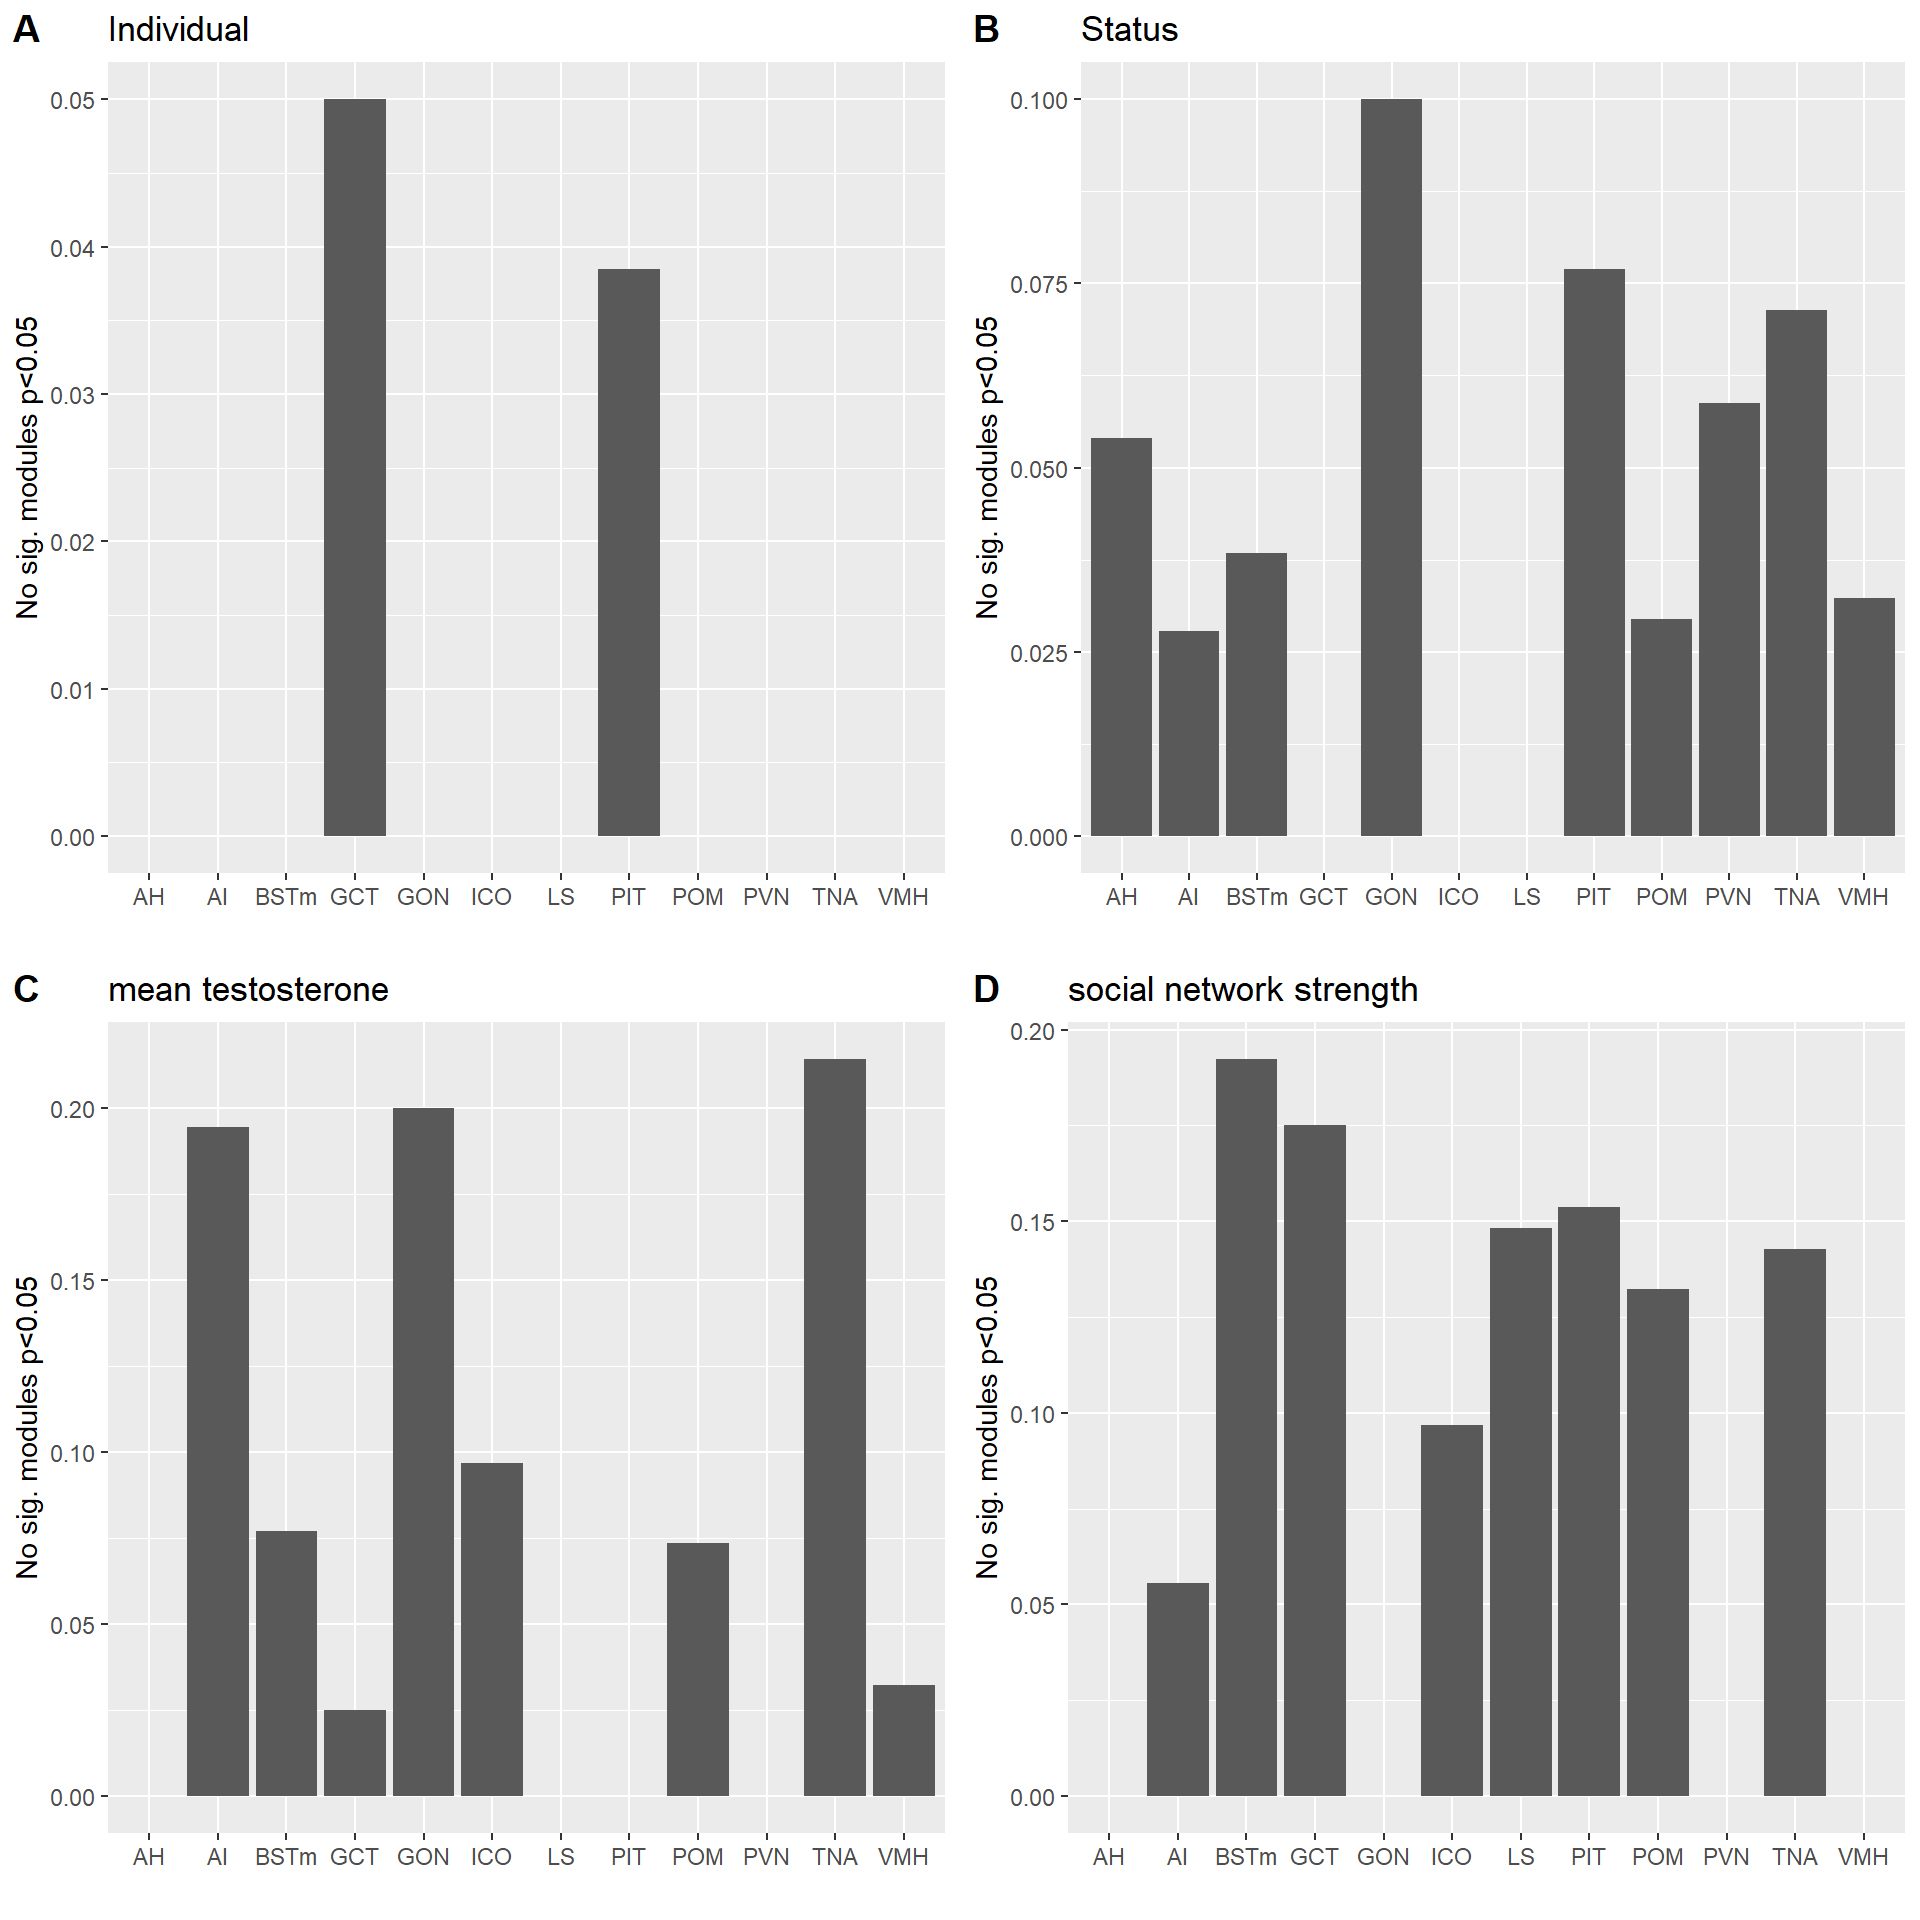 A Individual
No sig. modules p<0.05
0.05
0.04
0.03
0.02
0.01
0.00
AH AI BSTm GCT GON ICO LS PIT POM PVN TNA VMH
B Status
No sig. modules p<0.05
0.100
0.075
0.050
0.025
0.000
AH AI BSTm GCT GON ICO LS PIT POM PVN TNA VMH
C mean testosterone
No sig. modules p<0.05
0.20
0.15
0.10
0.05
0.00
AH AI BSTm GCT GON ICO LS PIT POM PVN TNA VMH
D social network strength
No sig. modules p<0.05
0.20
0.15
0.10
0.05
0.00
AH AI BSTm GCT GON ICO LS PIT POM PVN TNA VMH